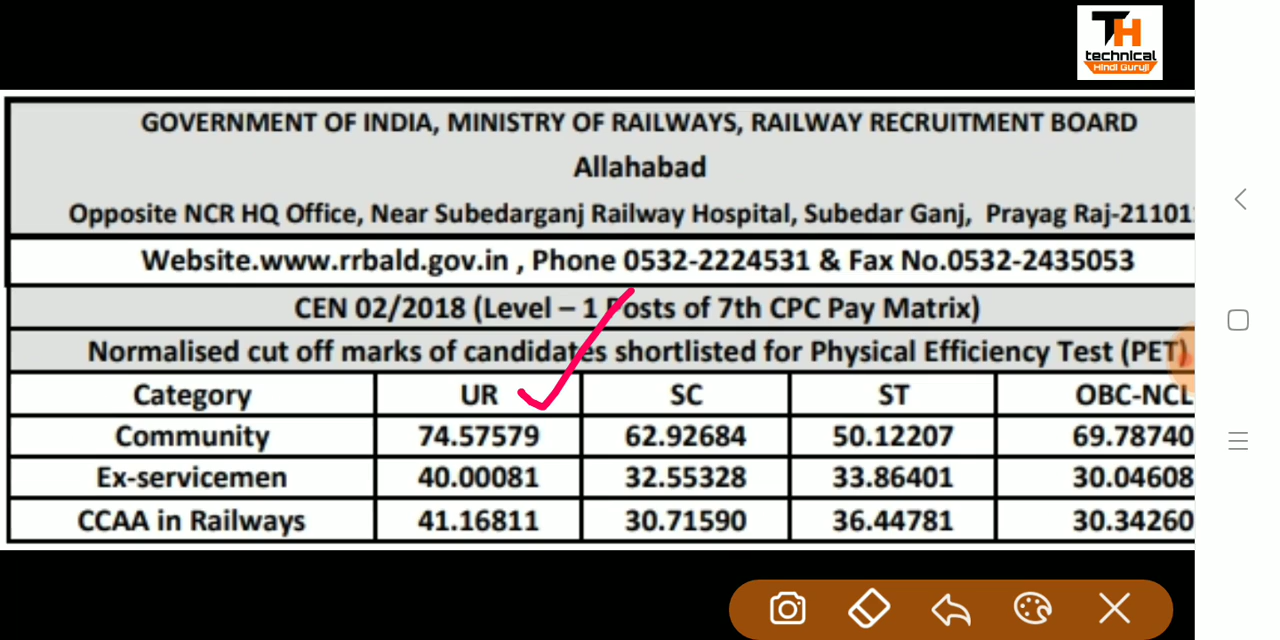 TH
technical
Hindi Guruji
GOVERNMENT OF INDIA, MINISTRY OF RAILWAYS, RAILWAY RECRUITMENT BOARD
Allahabad
Opposite NCR HQ Office, Near Subedarganj Railway Hospital, Subedar Ganj, Prayag Raj-21101
Website.www.rrbald.gov.in , Phone 0532-2224531 & Fax No.0532-2435053
CEN 02/2018 (Level – 1 Posts of 7th CPC Pay Matrix)
Normalised cut off marks of candidates shortlisted for Physical Efficiency Test (PET)
Category UR SC ST OBC-NCL
Community 74.57579 62.92684 50.12207 69.78740
Ex-servicemen 40.00081 32.55328 33.86401 30.04608
CCAA in Railways 41.16811 30.71590 36.44781 30.34260